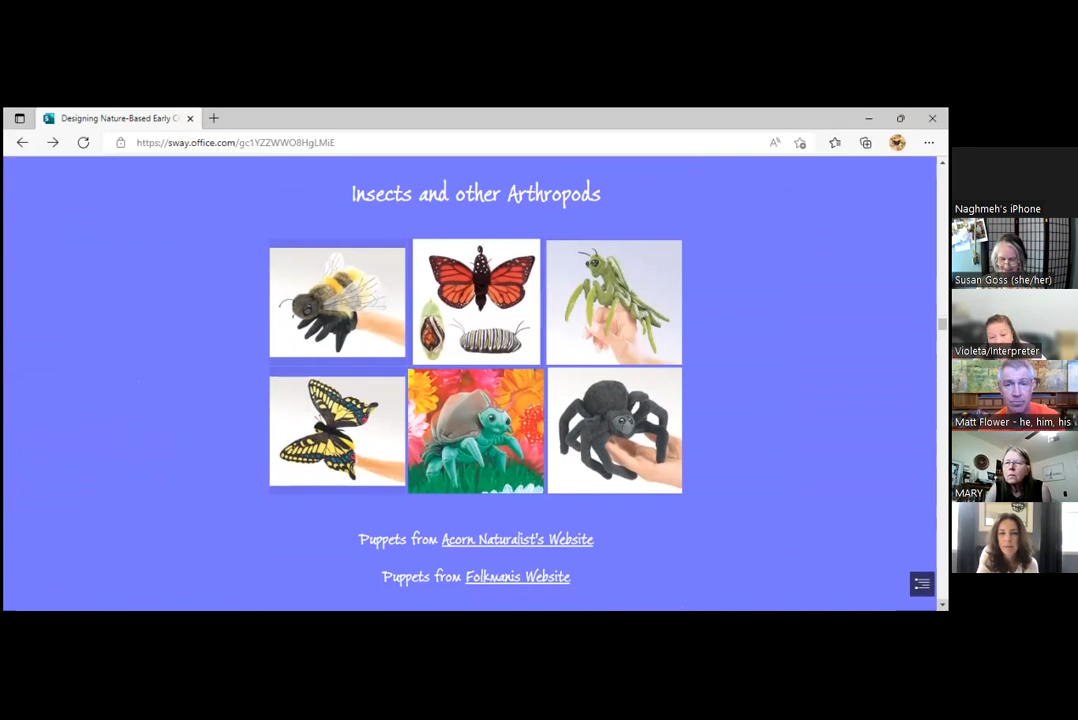 Designing Nature-Based Early C
https://sway.office.com/gc1YZZWWO8HgLMiE
Insects and other Arthropods
Puppets from Acorn Naturalist's Website
Puppets from Folkmanis Website
Naghmeh's iPhone
Susan Goss (she/her)
Violeta/Interpreter
Matt Flower - he, him, his
MARY